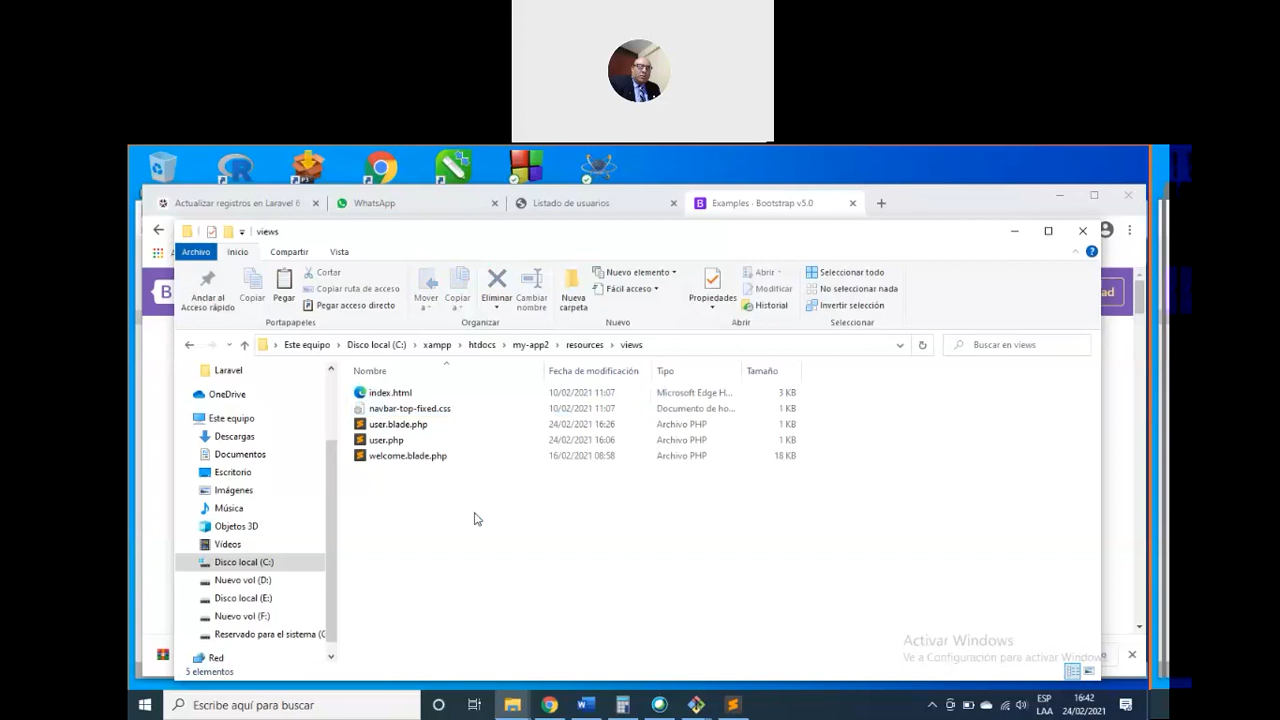 Actualizar registros en Laravel 6
WhatsApp
Listado de usuarios
Examples · Bootstrap v5.0
views
Archivo
Inicio
Compartir
Vista
Anclar al Acceso rápido
Copiar
Pegar
Cortar
Copiar ruta de acceso
Pegar acceso directo
Portapapeles
Mover a
Copiar a
Eliminar
Cambiar nombre
Organizar
Nueva carpeta
Nuevo elemento
Fácil acceso
Nuevo
Propiedades
Abrir
Modificar
Historial
Abrir
Seleccionar todo
No seleccionar nada
Invertir selección
Seleccionar
B
ad
Este equipo > Disco local (C:) > xampp > htdocs > my-app2 > resources > views
Buscar en views
Nombre Fecha de modificación Tipo Tamaño
index.html 10/02/2021 11:07 Microsoft Edge H... 3 KB
navbar-top-fixed.css 10/02/2021 11:07 Documento de ho... 1 KB
user.blade.php 24/02/2021 16:26 Archivo PHP 1 KB
user.php 24/02/2021 16:06 Archivo PHP 1 KB
welcome.blade.php 16/02/2021 08:58 Archivo PHP 18 KB
Laravel
OneDrive
Este equipo
Descargas
Documentos
Escritorio
Imágenes
Música
Objetos 3D
Vídeos
Disco local (C:)
Nuevo vol (D:)
Disco local (E:)
Nuevo vol (F:)
Reservado para el sistema (
Red
5 elementos
Activar Windows
Ve a Configuración para activar Windows.
Escribe aquí para buscar
ESP
LAA
16:42
24/02/2021